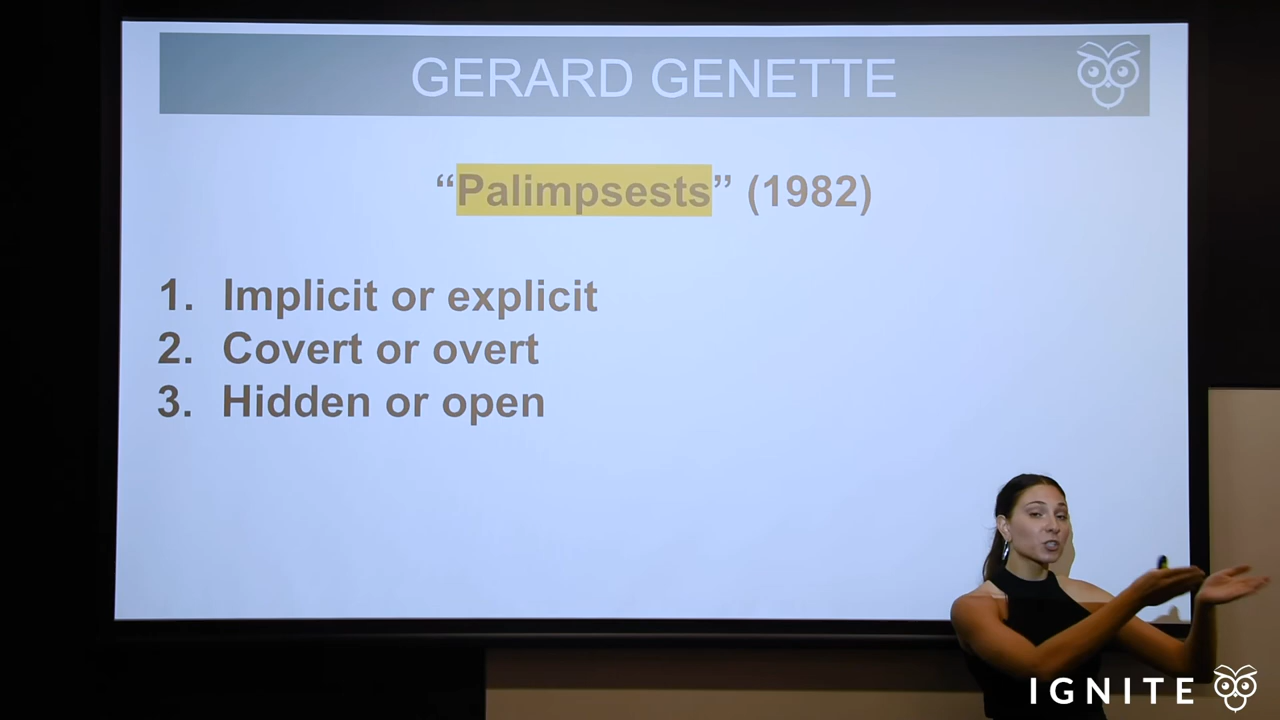 GERARD GENETTE
“Palimpsests” (1982)
1. Implicit or explicit
2. Covert or overt
3. Hidden or open
IGNITE